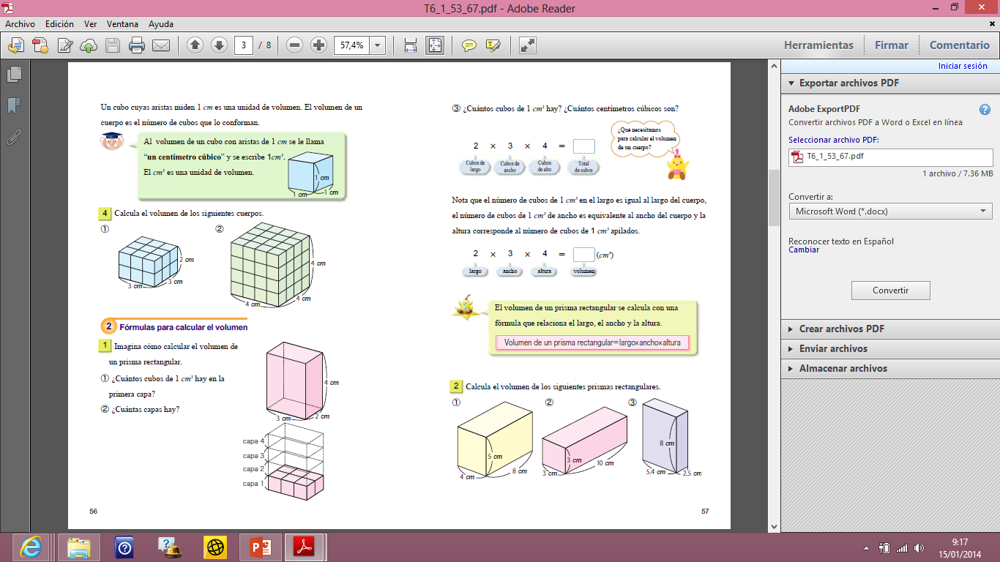 T6_1_53_67.pdf - Adobe Reader
Archivo Edición Ver Ventana Ayuda
3 / 8 57,4% Herramientas Firmar Comentario
Un cubo cuyas aristas miden 1 cm es una unidad de volumen. El volumen de un
cuerpo es el número de cubos que lo conforman.
Al volumen de un cubo con aristas de 1 cm se le llama
“un centímetro cúbico” y se escribe 1cm³.
El cm³ es una unidad de volumen.
1 cm
1 cm 1 cm
4 Calcula el volumen de los siguientes cuerpos.
① ②
2 cm
3 cm 3 cm
4 cm
4 cm 4 cm
2 Fórmulas para calcular el volumen
1 Imagina cómo calcular el volumen de
un prisma rectangular.
① ¿Cuántos cubos de 1 cm³ hay en la
primera capa?
② ¿Cuántas capas hay?
4 cm
3 cm 2 cm
capa 4
capa 3
capa 2
capa 1
56
③ ¿Cuántos cubos de 1 cm³ hay? ¿Cuántos centímetros cúbicos son?
¿Qué necesitamos
para calcular el volumen
de un cuerpo?
2 × 3 × 4 =
Cubos de largo Cubos de ancho Cubos de alto Total de cubos
Nota que el número de cubos de 1 cm³ en el largo es igual al largo del cuerpo,
el número de cubos de 1 cm³ de ancho es equivalente al ancho del cuerpo y la
altura corresponde al número de cubos de 1 cm³ apilados.
2 × 3 × 4 = (cm³)
largo ancho altura volumen
El volumen de un prisma rectangular se calcula con una
fórmula que relaciona el largo, el ancho y la altura.
Volumen de un prisma rectangular=largo×ancho×altura
2 Calcula el volumen de los siguientes prismas rectangulares.
① ② ③
5 cm
4 cm 8 cm
3 cm
3 cm 10 cm
8 cm
5.4 cm 2.5 cm
57
Iniciar sesión
Exportar archivos PDF
Adobe ExportPDF
Convertir archivos PDF a Word o Excel en línea
Seleccionar archivo PDF:
T6_1_53_67.pdf
1 archivo / 7.36 MB
Convertir a:
Microsoft Word (*.docx)
Reconocer texto en Español
Cambiar
Convertir
Crear archivos PDF
Enviar archivos
Almacenar archivos
9:17
15/01/2014